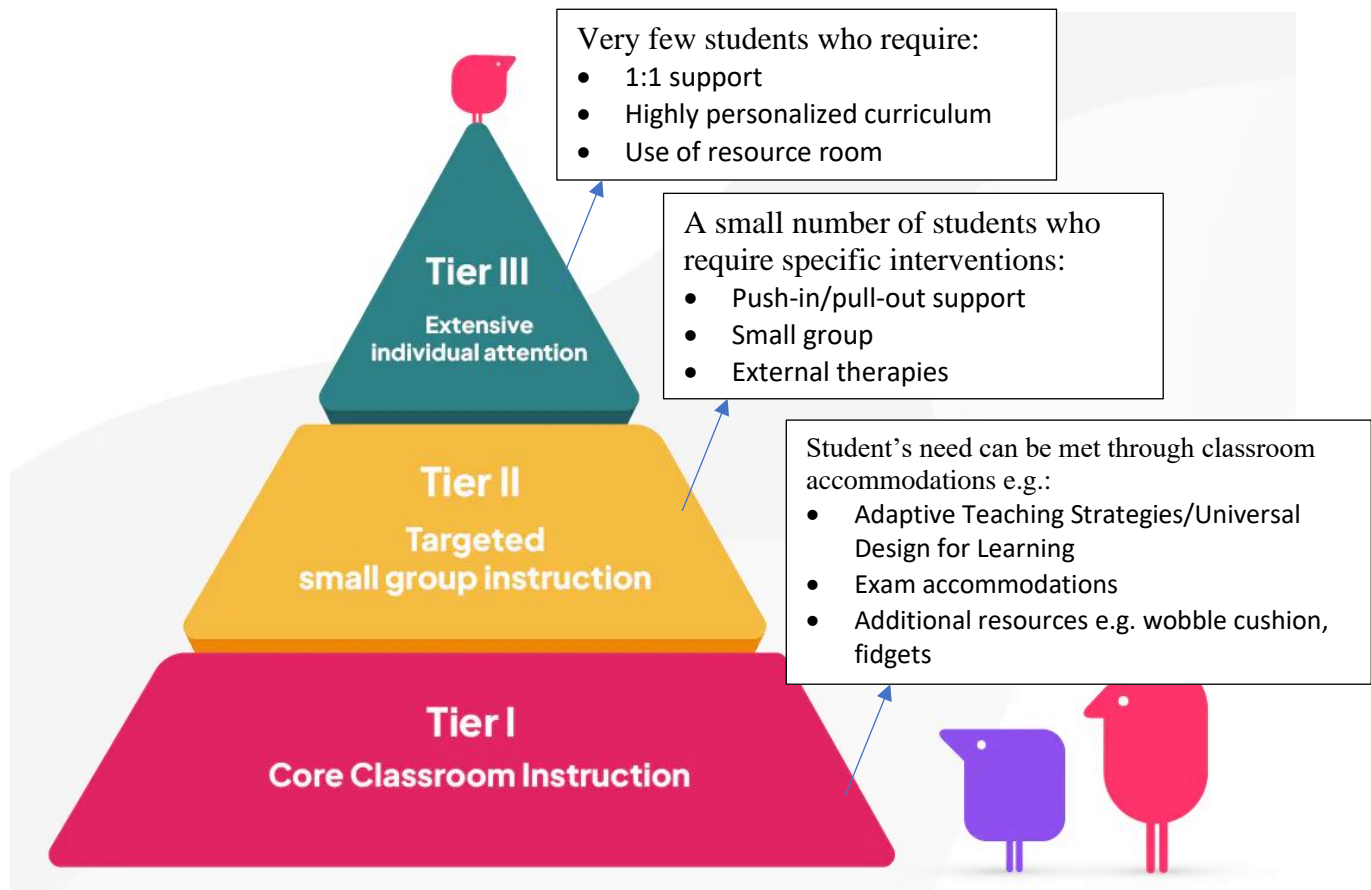 Very few students who require:
• 1:1 support
• Highly personalized curriculum
• Use of resource room
Tier III
Extensive
individual attention
A small number of students who
require specific interventions:
• Push-in/pull-out support
• Small group
• External therapies
Tier II
Targeted
small group instruction
Student’s need can be met through classroom
accommodations e.g.:
• Adaptive Teaching Strategies/Universal
Design for Learning
• Exam accommodations
• Additional resources e.g. wobble cushion,
fidgets
Tier I
Core Classroom Instruction